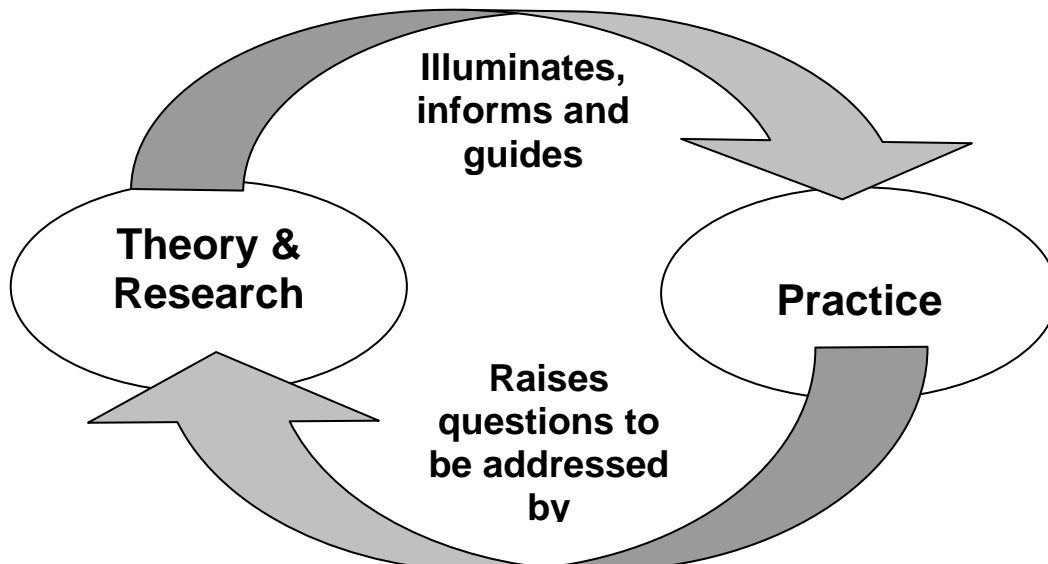 Illuminates,
informs and
guides
Theory &
Research
Practice
Raises
questions to
be addressed
by